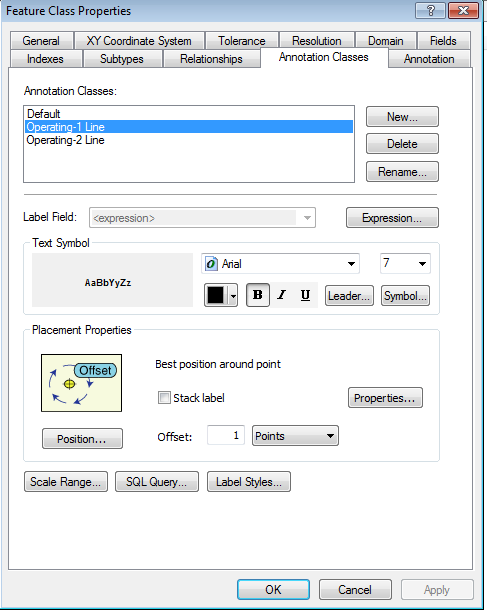 Feature Class Properties
General XY Coordinate System Tolerance Resolution Domain Fields
Indexes Subtypes Relationships Annotation Classes Annotation
Annotation Classes:
Default
Operating-1 Line
Operating-2 Line
New...
Delete
Rename...
Label Field: <expression> Expression...
Text Symbol
AaBbYyZz
Arial 7
B I U Leader... Symbol...
Placement Properties
Offset
Best position around point
Stack label Properties...
Position... Offset: 1 Points
Scale Range... SQL Query... Label Styles...
OK Cancel Apply